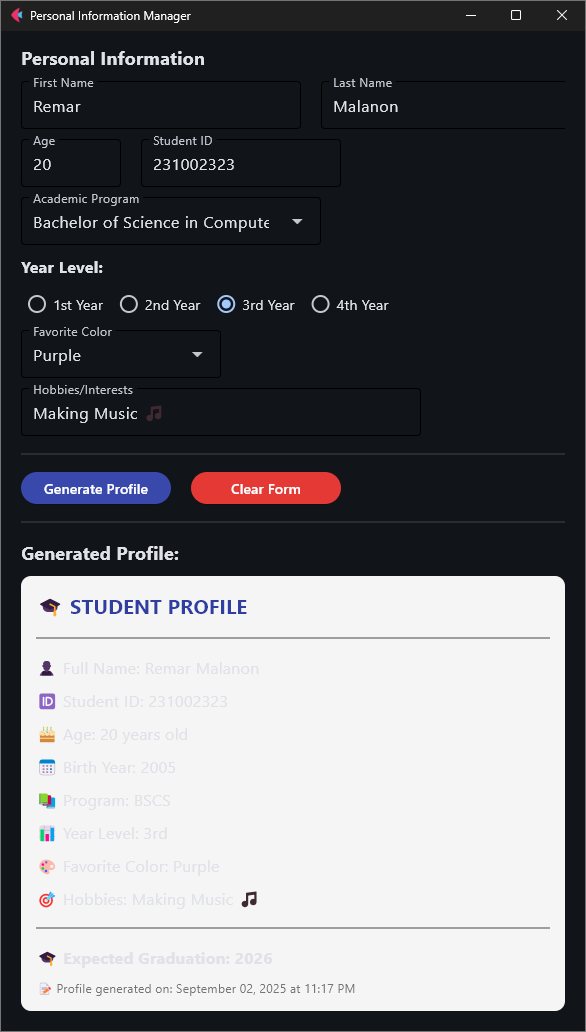 Personal Information Manager
Personal Information
First Name
Last Name
Remar
Malanon
Age
Student ID
20
231002323
Academic Program
Bachelor of Science in Compute
Year Level:
1st Year
2nd Year
3rd Year
4th Year
Favorite Color
Purple
Hobbies/Interests
Making Music 🎵
Generate Profile
Clear Form
Generated Profile:
🎓 STUDENT PROFILE
👤 Full Name: Remar Malanon
🆔 Student ID: 231002323
🎂 Age: 20 years old
📅 Birth Year: 2005
📚 Program: BSCS
📊 Year Level: 3rd
🎨 Favorite Color: Purple
🎯 Hobbies: Making Music 🎵
🎓 Expected Graduation: 2026
📝 Profile generated on: September 02, 2025 at 11:17 PM